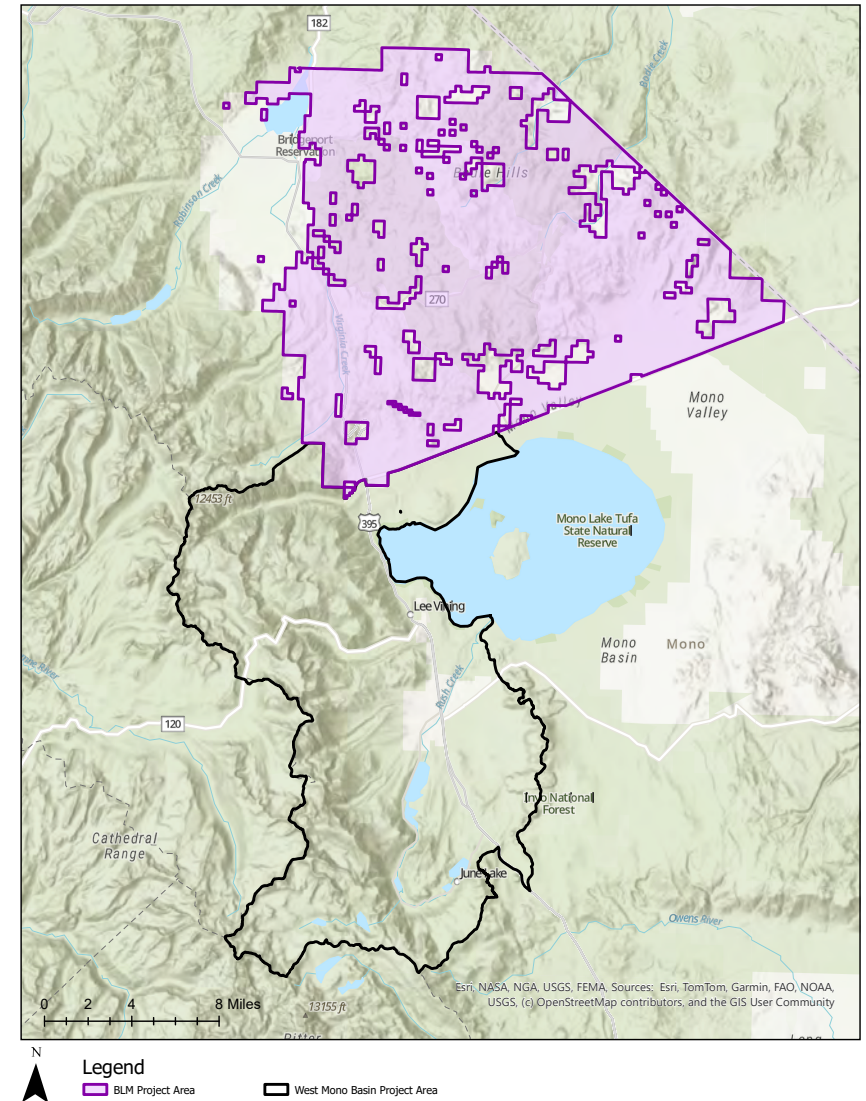 182
Bodie Creek
Bridgeport
Reservation
Bodie Hills
Robinson Creek
270
Virginia Creek
Mono Valley
Mono
Valley
12453 ft
395
Mono Lake Tufa
State Natural
Reserve
Lee Vining
Mono
Basin
Mono
River
Rush Creek
120
Inyo National
Forest
Cathedral
Range
June Lake
Owens River
Esri, NASA, NGA, USGS, FEMA, Sources: Esri, TomTom, Garmin, FAO, NOAA,
USGS, (c) OpenStreetMap contributors, and the GIS User Community
0 2 4 8 Miles
13155 ft
N
Legend
BLM Project Area
West Mono Basin Project Area